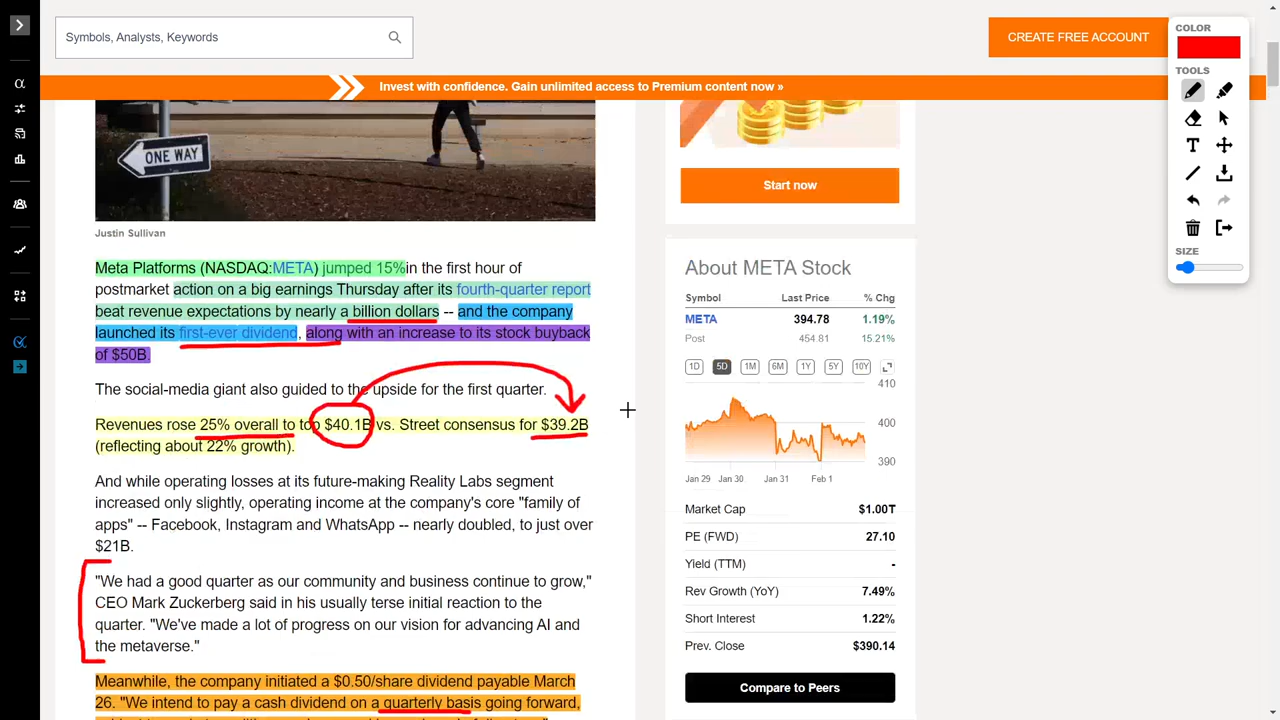 Symbols, Analysts, Keywords
CREATE FREE ACCOUNT
COLOR
TOOLS
T
SIZE
α
Invest with confidence. Gain unlimited access to Premium content now »
ONE WAY
Start now
Justin Sullivan
Meta Platforms (NASDAQ:META) jumped 15%in the first hour of
postmarket action on a big earnings Thursday after its fourth-quarter report
beat revenue expectations by nearly a billion dollars -- and the company
launched its first-ever dividend, along with an increase to its stock buyback
of $50B.
The social-media giant also guided to the upside for the first quarter.
Revenues rose 25% overall to top $40.1B vs. Street consensus for $39.2B
(reflecting about 22% growth).
And while operating losses at its future-making Reality Labs segment
increased only slightly, operating income at the company's core "family of
apps" -- Facebook, Instagram and WhatsApp -- nearly doubled, to just over
$21B.
"We had a good quarter as our community and business continue to grow,"
CEO Mark Zuckerberg said in his usually terse initial reaction to the
quarter. "We've made a lot of progress on our vision for advancing AI and
the metaverse."
Meanwhile, the company initiated a $0.50/share dividend payable March
26. "We intend to pay a cash dividend on a quarterly basis going forward,
About META Stock
Symbol Last Price % Chg
META 394.78 1.19%
Post 454.81 15.21%
1D 5D 1M 6M 1Y 5Y 10Y
410
400
390
Jan 29 Jan 30 Jan 31 Feb 1
Market Cap $1.00T
PE (FWD) 27.10
Yield (TTM) -
Rev Growth (YoY) 7.49%
Short Interest 1.22%
Prev. Close $390.14
Compare to Peers